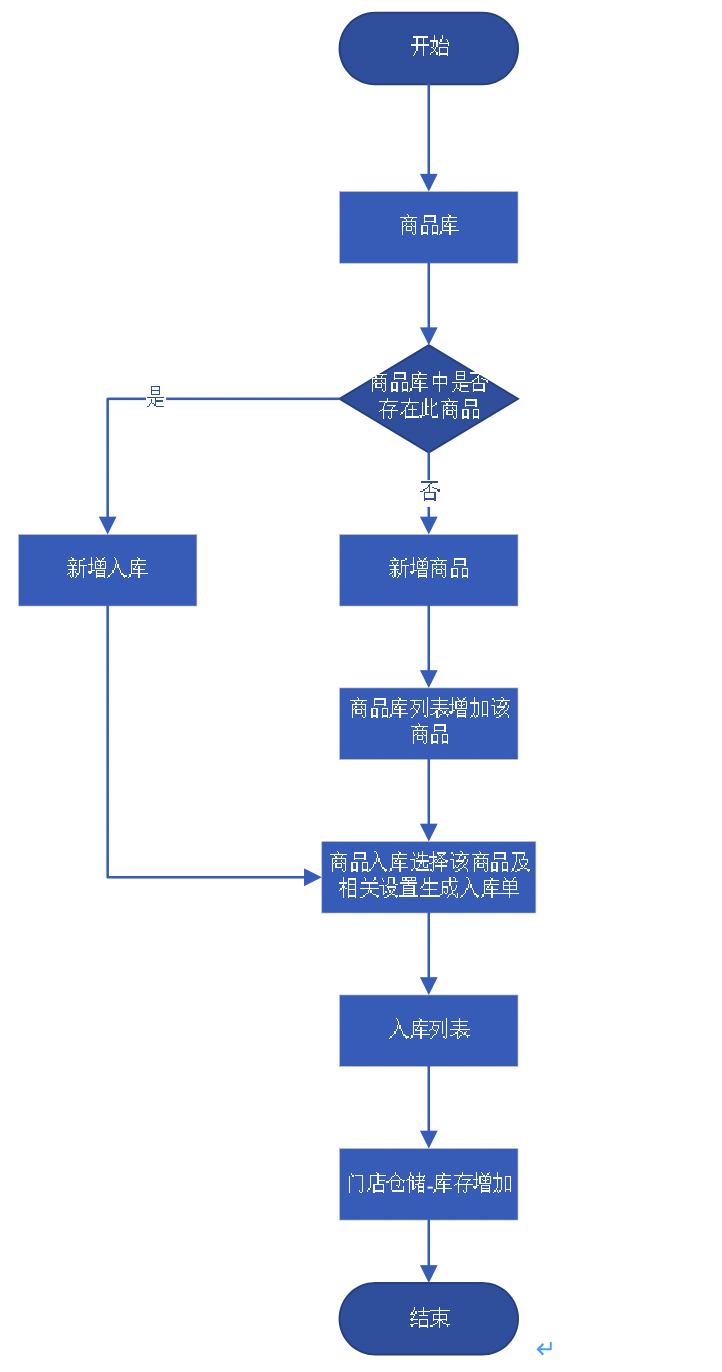 开始
商品库
商品库中是否
存在此商品
是
否
新增入库
新增商品
商品库列表增加该
商品
商品入库选择该商品及
相关设置生成入库单
入库列表
门店仓储-库存增加
结束